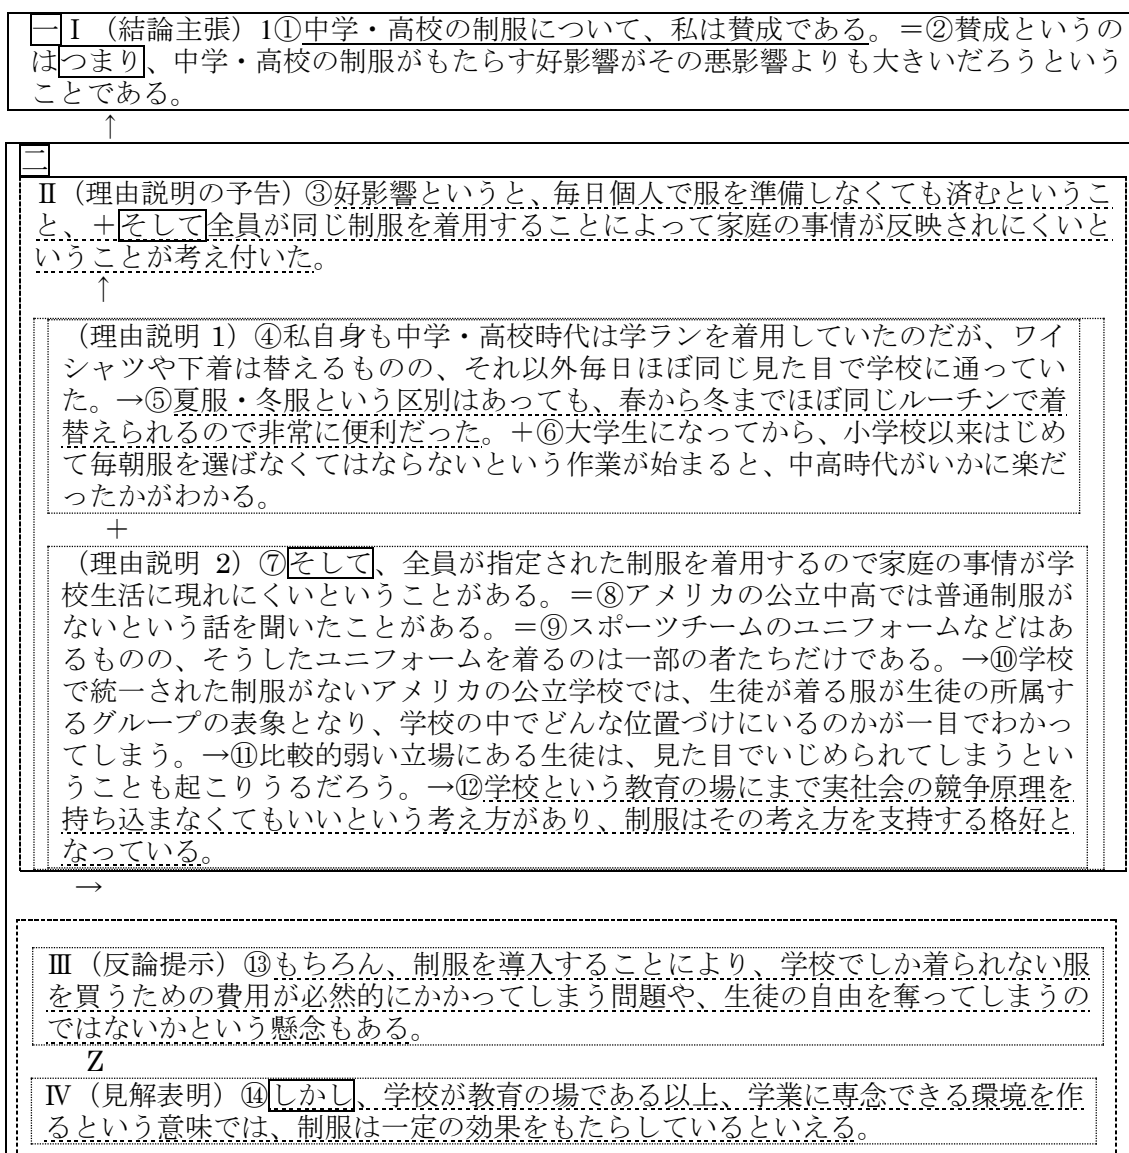 一Ⅰ（結論主張）1①中学・高校の制服について、私は賛成である。＝②賛成というの
はつまり、中学・高校の制服がもたらす好影響がその悪影響よりも大きいだろうという
ことである。
↑
二
Ⅱ（理由説明の予告）③好影響というと、毎日個人で服を準備しなくても済むというこ
と、＋そして全員が同じ制服を着用することによって家庭の事情が反映されにくいと
いうことが考え付いた。
↑
（理由説明 1）④私自身も中学・高校時代は学ランを着用していたのだが、ワイ
シャツや下着は替えるものの、それ以外毎日ほぼ同じ見た目で学校に通ってい
た。→⑤夏服・冬服という区別はあっても、春から冬までほぼ同じルーチンで着
替えられるので非常に便利だった。＋⑥大学生になってから、小学校以来はじめ
て毎朝服を選ばなくてはならないという作業が始まると、中高時代がいかに楽だ
ったかがわかる。
＋
（理由説明 2）⑦そして、全員が指定された制服を着用するので家庭の事情が学
校生活に現れにくいということがある。＝⑧アメリカの公立中高では普通制服が
ないという話を聞いたことがある。＝⑨スポーツチームのユニフォームなどはあ
るものの、そうしたユニフォームを着るのは一部の者たちだけである。→⑩学校
で統一された制服がないアメリカの公立学校では、生徒が着る服が生徒の所属す
るグループの表象となり、学校の中でどんな位置づけにいるのかが一目でわかっ
てしまう。→⑪比較的弱い立場にある生徒は、見た目でいじめられてしまうとい
うことも起こりうるだろう。→⑫学校という教育の場にまで実社会の競争原理を
持ち込まなくてもいいという考え方があり、制服はその考え方を支持する格好と
なっている。
→
Ⅲ（反論提示）⑬もちろん、制服を導入することにより、学校でしか着られない服
を買うための費用が必然的にかかってしまう問題や、生徒の自由を奪ってしまうの
ではないかという懸念もある。
Z
Ⅳ（見解表明）⑭しかし、学校が教育の場である以上、学業に専念できる環境を作
るという意味では、制服は一定の効果をもたらしているといえる。